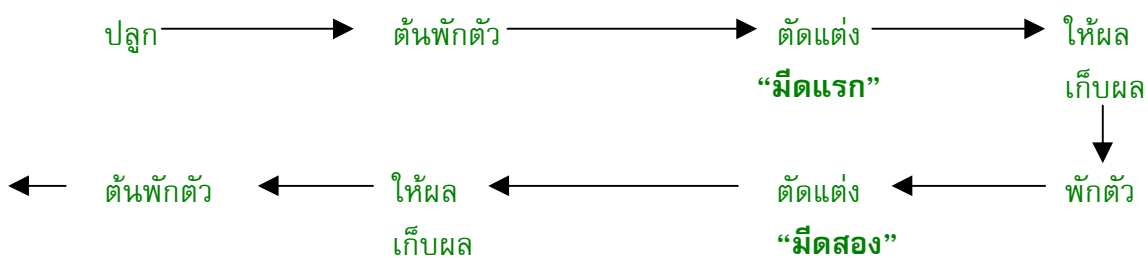 ปลูก ต้นพักตัว ตัดแต่ง ให้ผล
“มีดแรก” เก็บผล
ต้นพักตัว ให้ผล ตัดแต่ง พักตัว
เก็บผล “มีดสอง”